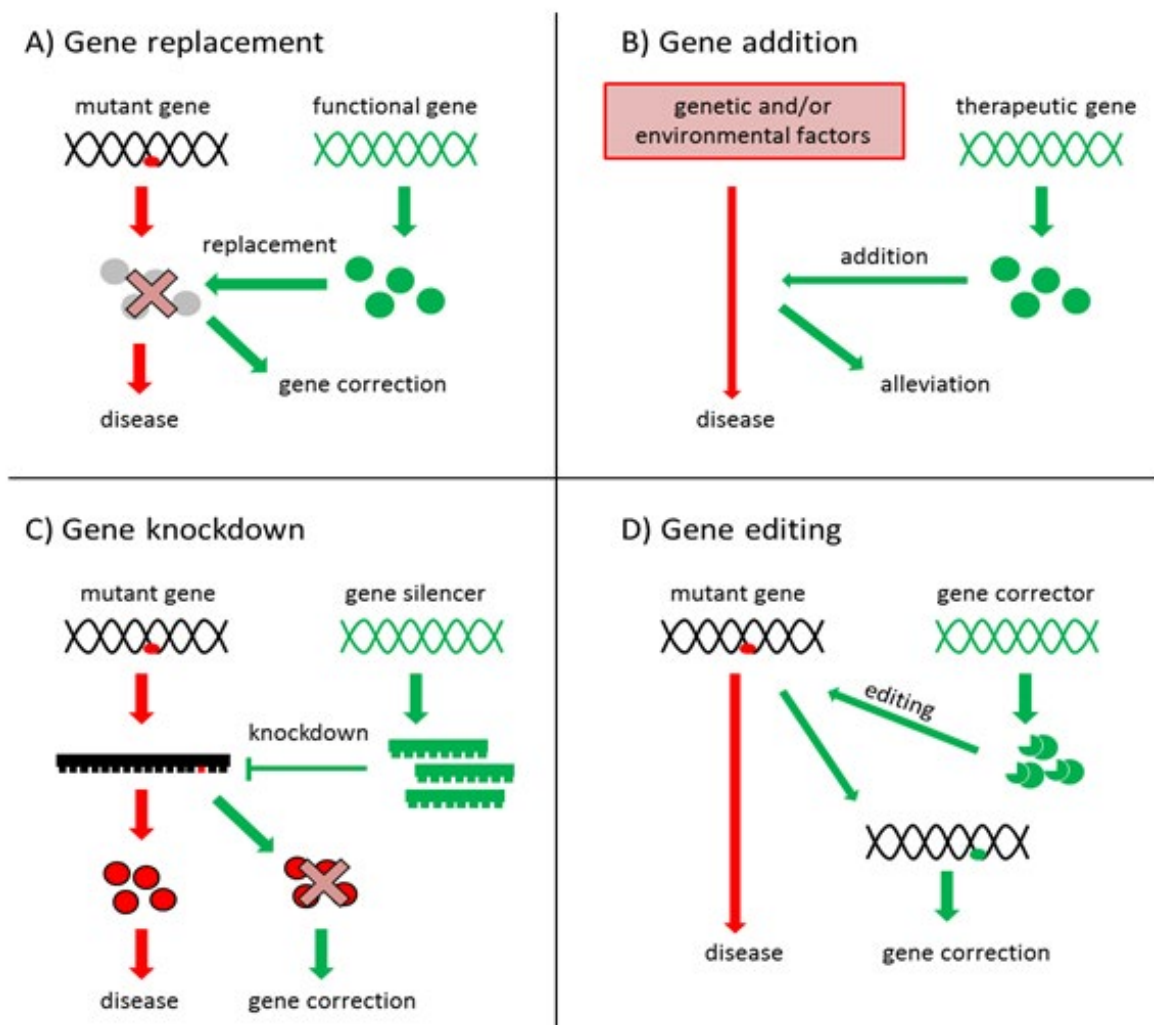 A) Gene replacement
mutant gene
functional gene
replacement
gene correction
disease
B) Gene addition
genetic and/or
environmental factors
therapeutic gene
addition
alleviation
disease
C) Gene knockdown
mutant gene
gene silencer
knockdown
disease
gene correction
D) Gene editing
mutant gene
gene corrector
editing
disease
gene correction